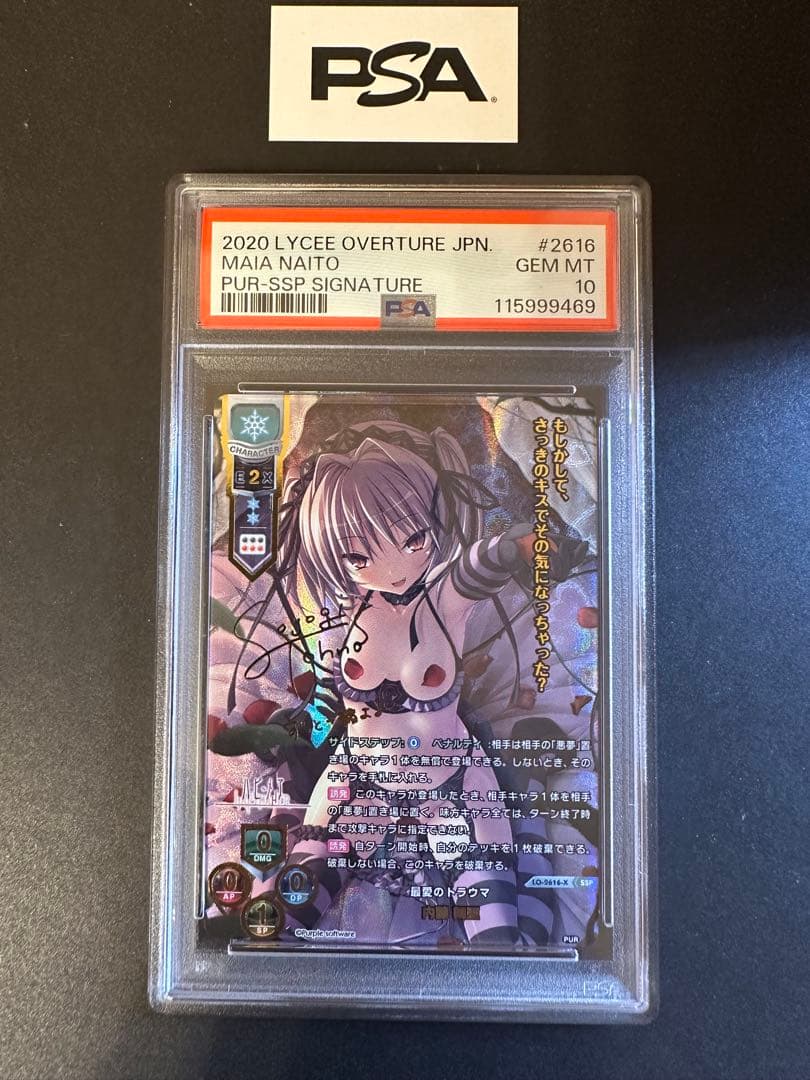 PSA
2020 LYCEE OVERTURE JPN. #2616
MAIA NAITO GEM MT
PUR-SSP SIGNATURE 10
PSA 115999469
CHARACTER
EX 2
もしかして、
さっきのキスでその気になっちゃった?
サイドステップ:[0] ペナルティ:相手は相手の「悪夢」置
き場のキャラ1体を無償で登場できる。しないとき、その
キャラを手札に入れる。
誘発 このキャラが登場したとき、相手キャラ1体を相手
の「悪夢」置き場に置く。味方キャラ全ては、ターン終了時
まで攻撃キャラに指定できない。
誘発 自ターン開始時、自分のデッキを1枚破棄できる。
破棄しない場合、このキャラを破棄する。
0
DMG
0
AP
0
DP
1
SP
LO-2616-X SSP
最愛のトラウマ
©Purple software
PUR
PSA